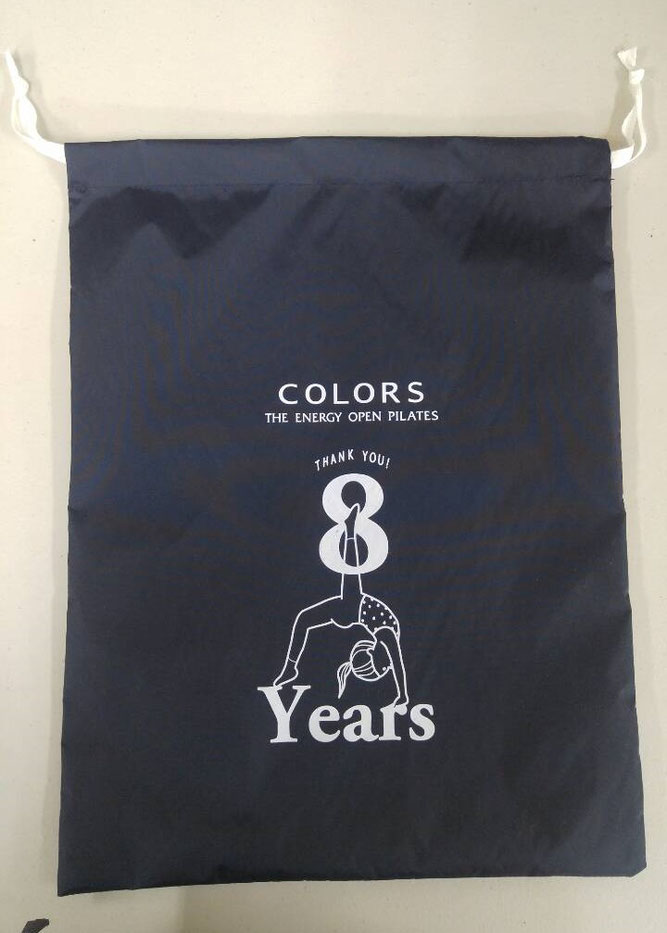 COLORS
THE ENERGY OPEN PILATES
THANK YOU!
8
Years